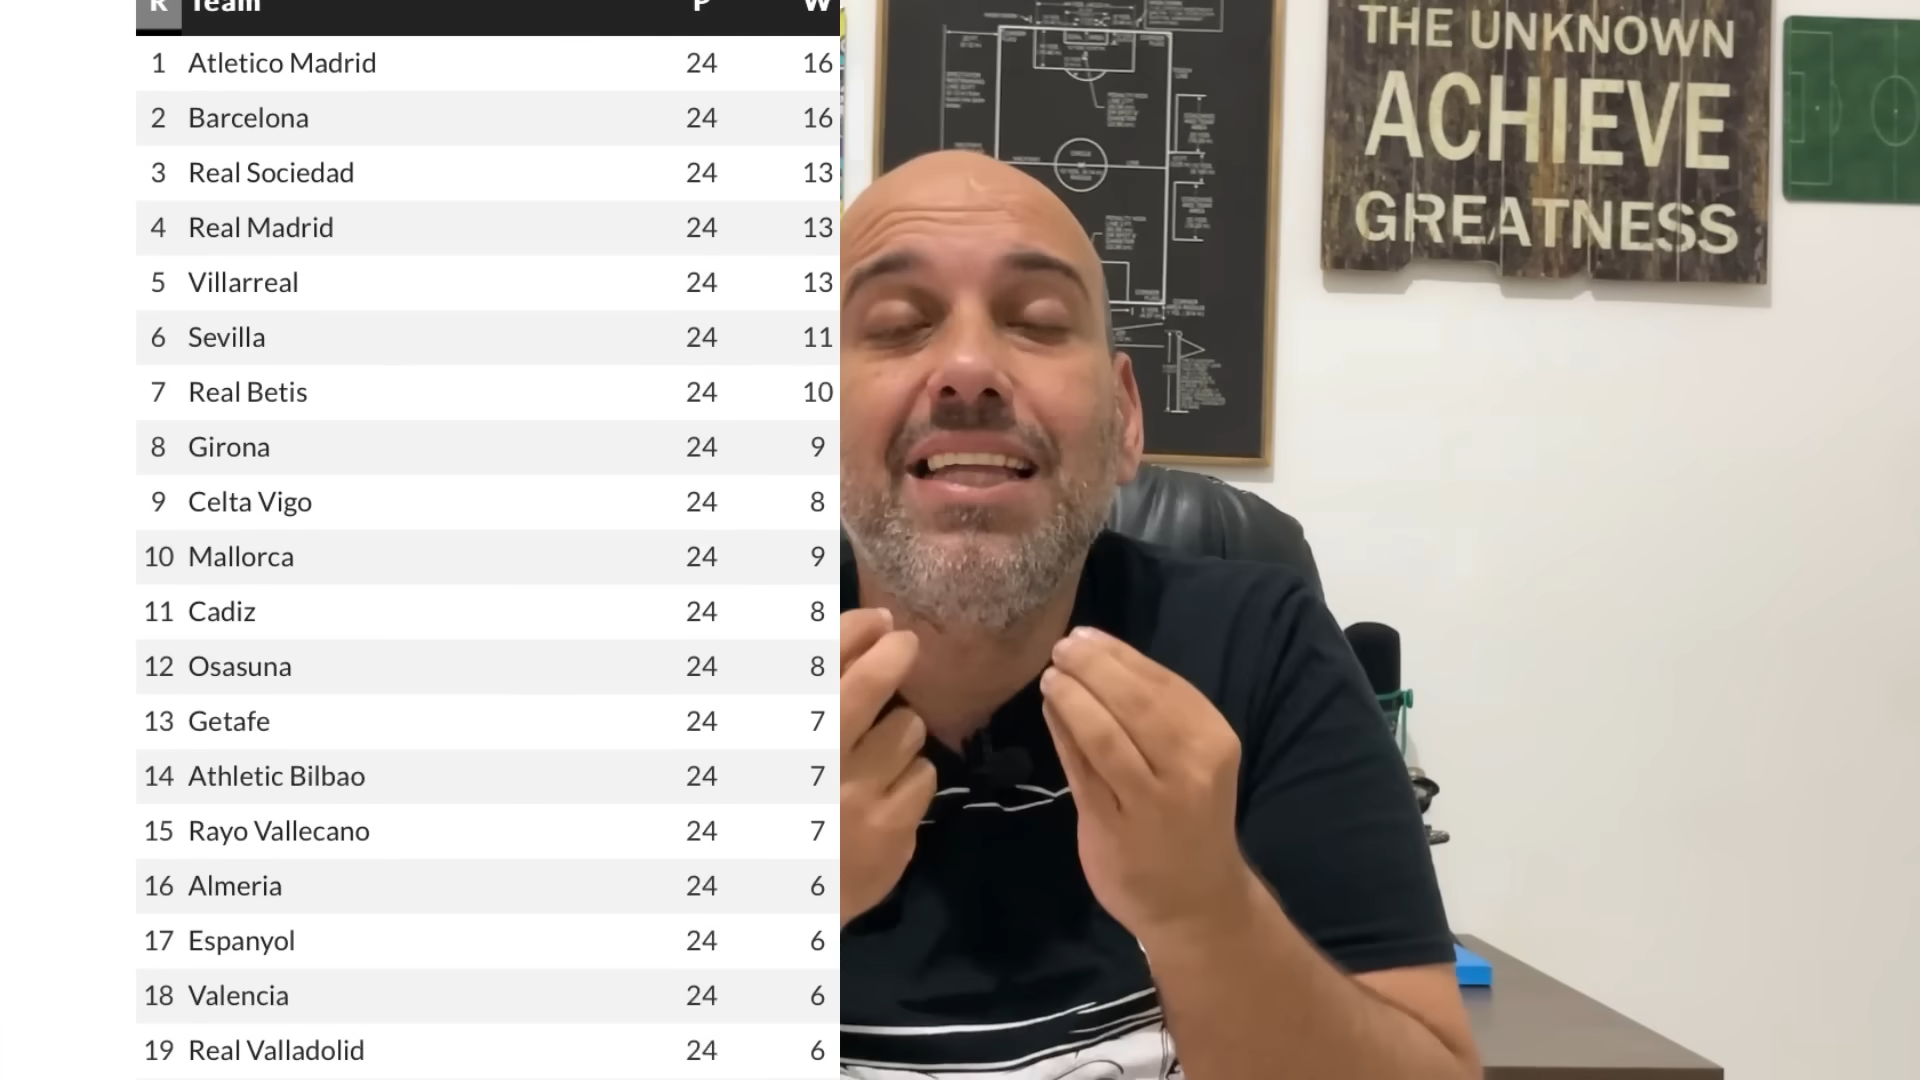 R Team P W
1 Atletico Madrid 24 16
2 Barcelona 24 16
3 Real Sociedad 24 13
4 Real Madrid 24 13
5 Villarreal 24 13
6 Sevilla 24 11
7 Real Betis 24 10
8 Girona 24 9
9 Celta Vigo 24 8
10 Mallorca 24 9
11 Cadiz 24 8
12 Osasuna 24 8
13 Getafe 24 7
14 Athletic Bilbao 24 7
15 Rayo Vallecano 24 7
16 Almeria 24 6
17 Espanyol 24 6
18 Valencia 24 6
19 Real Valladolid 24 6
CIRCLE
THE UNKNOWN
ACHIEVE
GREATNESS